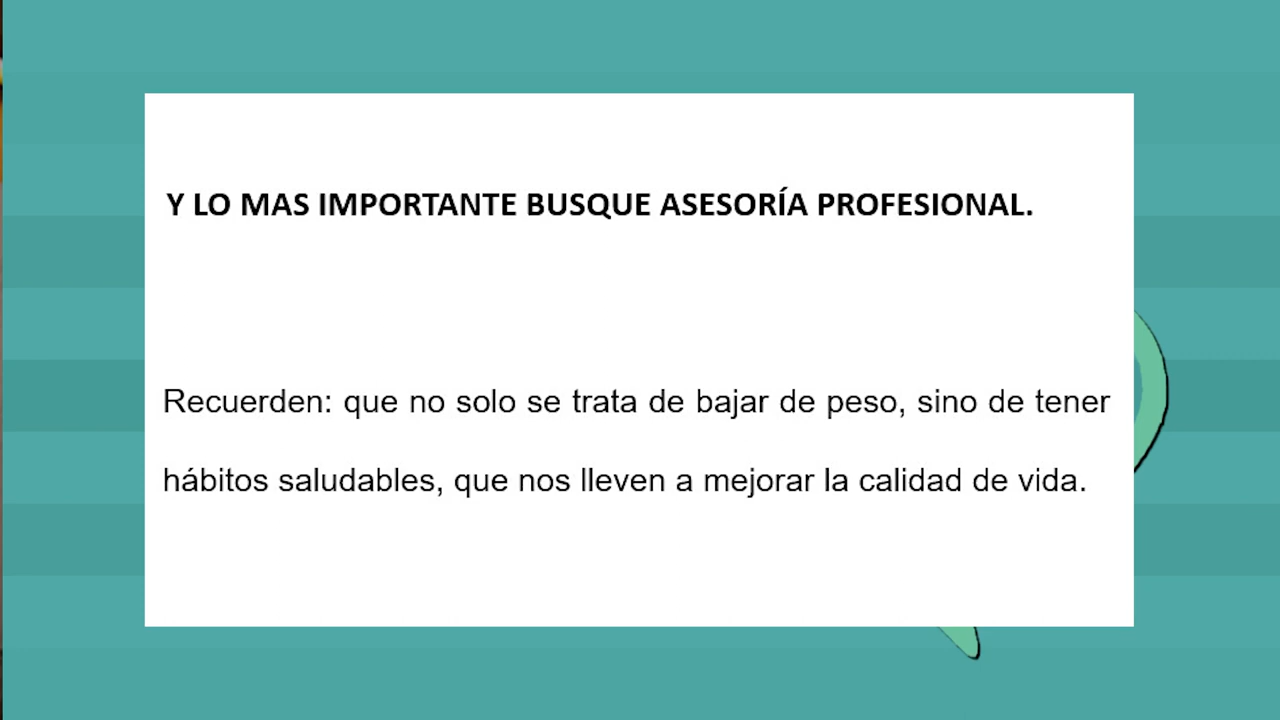 Y LO MAS IMPORTANTE BUSQUE ASESORÍA PROFESIONAL.
Recuerden: que no solo se trata de bajar de peso, sino de tener
hábitos saludables, que nos lleven a mejorar la calidad de vida.